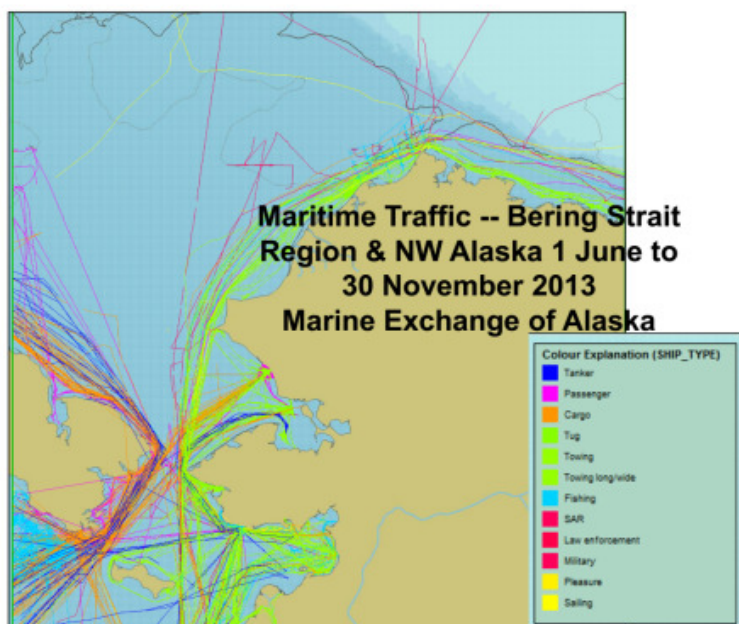 Maritime Traffic -- Bering Strait
Region & NW Alaska 1 June to
30 November 2013
Marine Exchange of Alaska
Colour Explanation (SHIP_TYPE)
Tanker
Passenger
Cargo
Tug
Towing
Towing long/wide
Fishing
SAR
Law enforcement
Military
Pleasure
Sailing